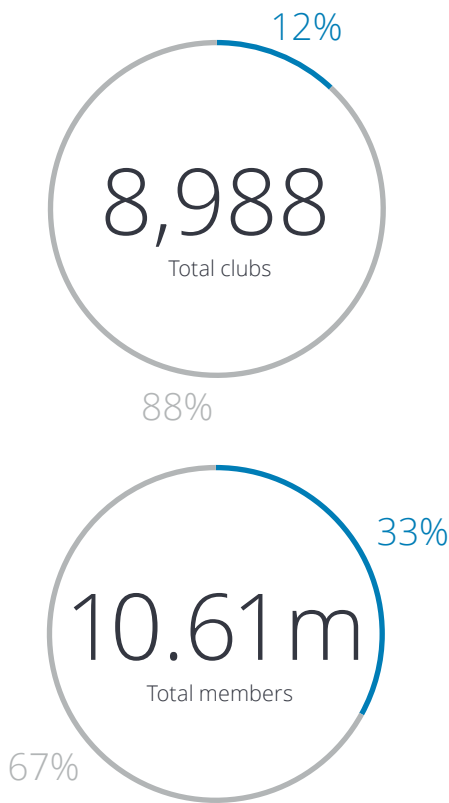 12%
8,988
Total clubs
88%
33%
10.61m
Total members
67%